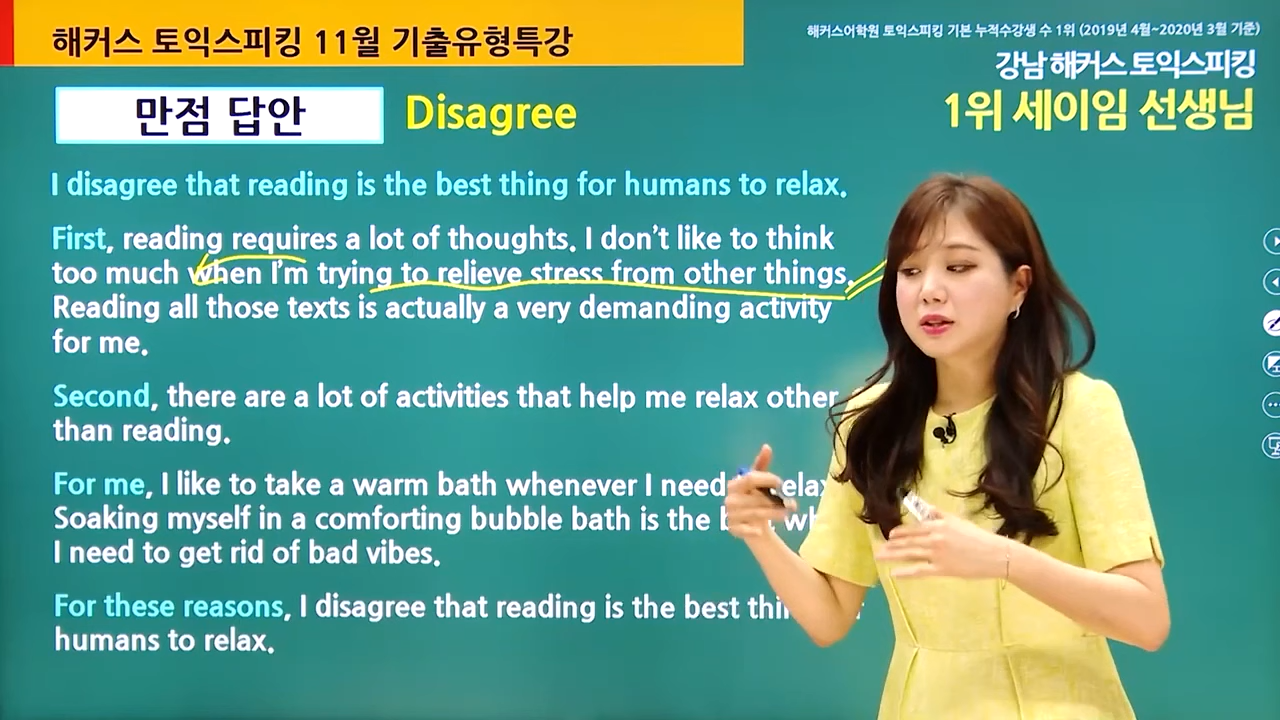 해커스 토익스피킹 11월 기출유형특강
해커스어학원 토익스피킹 기본 누적수강생 수 1위 (2019년 4월~2020년 3월 기준)
강남 해커스 토익스피킹
1위 세이임 선생님
만점 답안
Disagree
I disagree that reading is the best thing for humans to relax.
First, reading requires a lot of thoughts. I don't like to think
too much when I'm trying to relieve stress from other things.
Reading all those texts is actually a very demanding activity
for me.
Second, there are a lot of activities that help me relax other
than reading.
For me, I like to take a warm bath whenever I need
Soaking myself in a comforting bubble bath is the
I need to get rid of bad vibes.
For these reasons, I disagree that reading is the best
humans to relax.